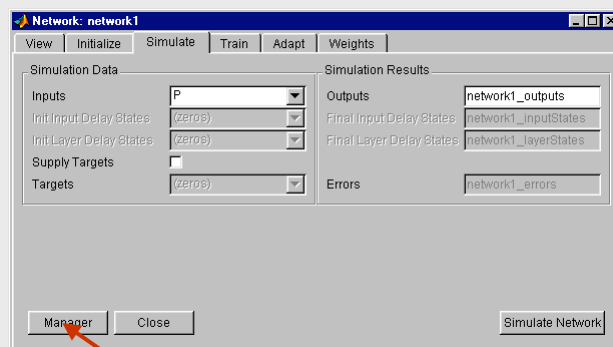 Network: network1
View Initialize Simulate Train Adapt Weights
Simulation Data
Inputs P
Init Input Delay States (zeros)
Init Layer Delay States (zeros)
Supply Targets
Targets (zeros)
Simulation Results
Outputs network1_outputs
Final Input Delay States network1_inputStates
Final Layer Delay States network1_layerStates
Errors network1_errors
Manager Close Simulate Network